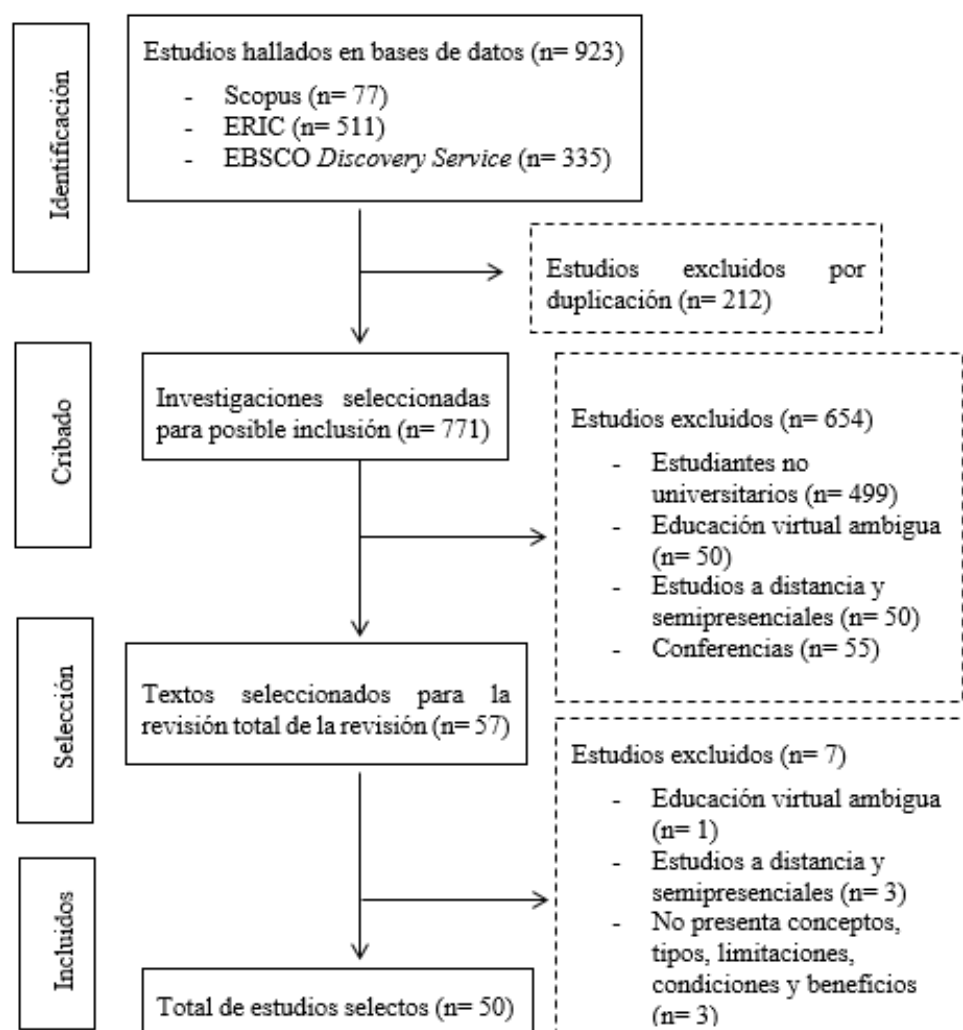 Identificación
Estudios hallados en bases de datos (n= 923)
- Scopus (n= 77)
- ERIC (n= 511)
- EBSCO Discovery Service (n= 335)
Estudios excluidos por
duplicación (n= 212)
Cribado
Investigaciones seleccionadas
para posible inclusión (n= 771)
Estudios excluidos (n= 654)
- Estudiantes no
universitarios (n= 499)
- Educación virtual ambigua
(n= 50)
- Estudios a distancia y
semipresenciales (n= 50)
- Conferencias (n= 55)
Selección
Textos seleccionados para la
revisión total de la revisión (n= 57)
Estudios excluidos (n= 7)
- Educación virtual ambigua
(n= 1)
- Estudios a distancia y
semipresenciales (n= 3)
- No presenta conceptos,
tipos, limitaciones,
condiciones y beneficios
(n= 3)
Incluidos
Total de estudios selectos (n= 50)